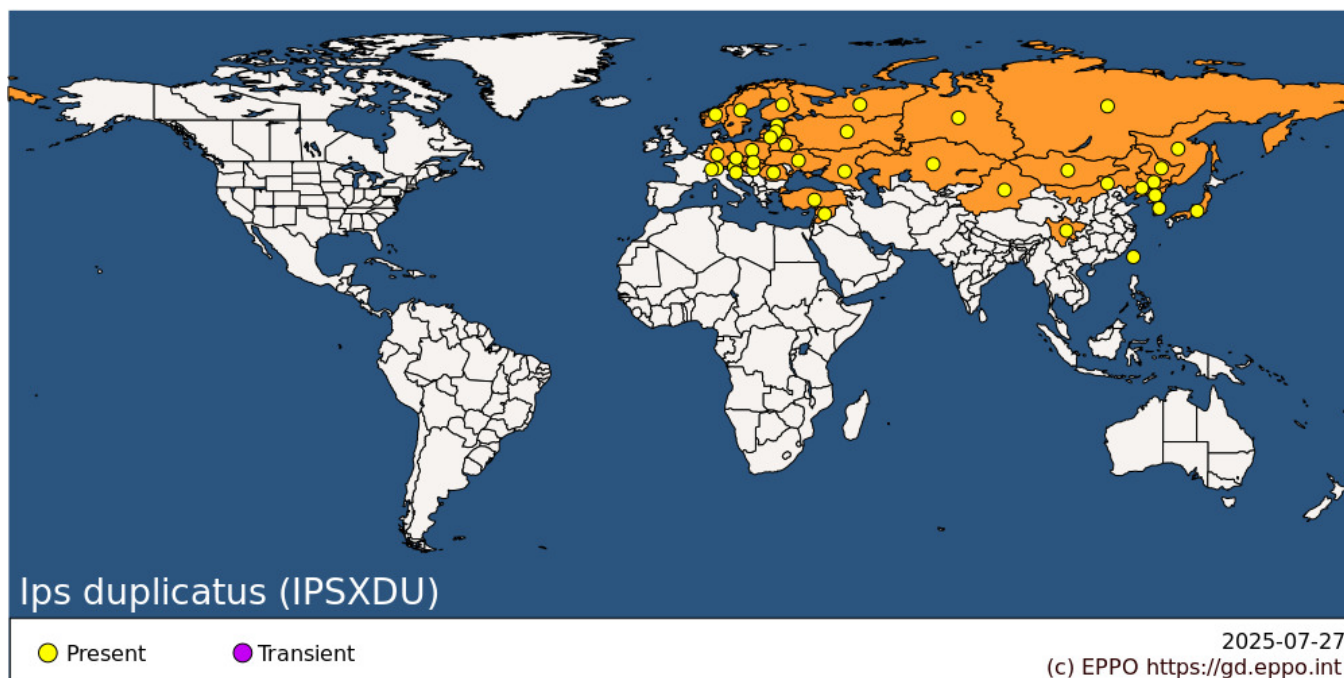 Ips duplicatus (IPSXDU)
Present
Transient
2025-07-27
(c) EPPO https://gd.eppo.int